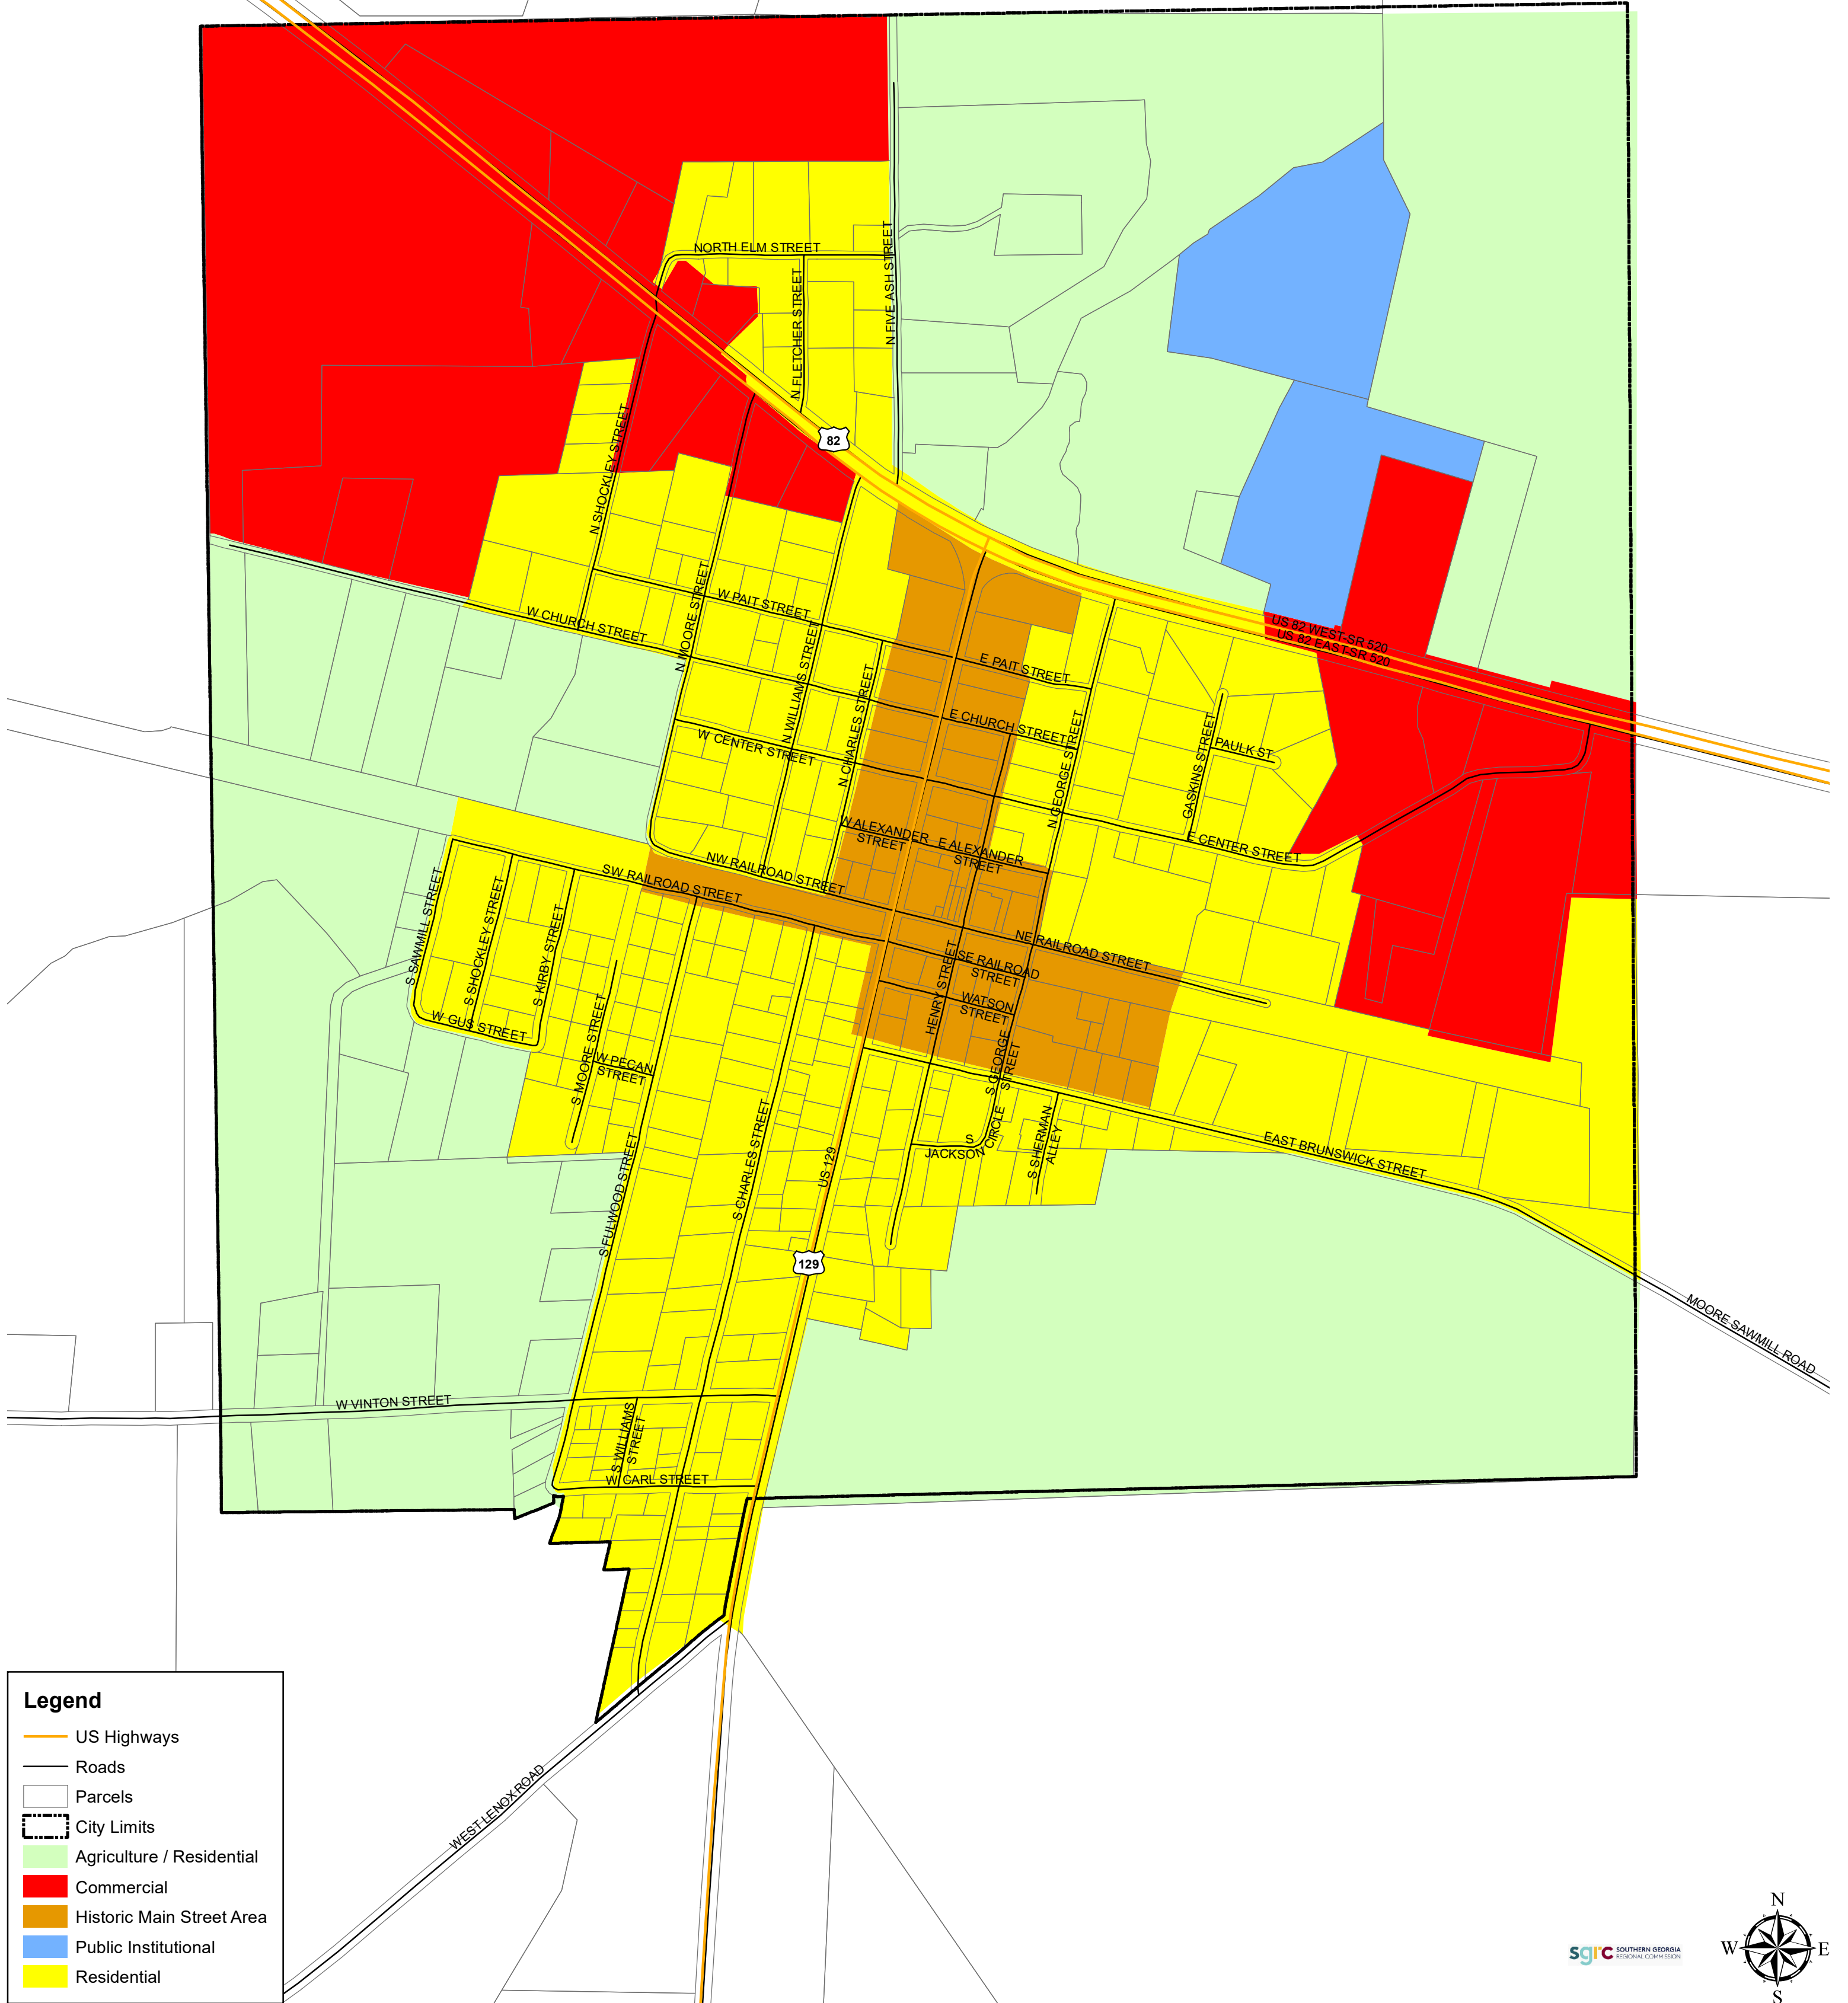 NORTH ELM STREET
N FIVE ASH STREET
N FLETCHER STREET
82
N SHOCKLEY STREET
W PAIT STREET
W CHURCH STREET
N MOORE STREET
N WILLIAMS STREET
N CHARLES STREET
W CENTER STREET
US 82 WEST-SR 520
US 82 EAST-SR 520
E PAIT STREET
E CHURCH STREET
N GEORGE STREET
GASKINS STREET
PAULK ST
E CENTER STREET
W ALEXANDER
STREET
E ALEXANDER
STREET
NW RAILROAD STREET
SW RAILROAD STREET
NE RAILROAD STREET
SE RAILROAD
STREET
HENRY STREET
WATSON
STREET
S SAWMILL STREET
S SHOCKLEY STREET
S KIRBY STREET
W GUS STREET
S MOORE STREET
W PECAN
STREET
S GEORGE
STREET
S
JACKSON
CIRCLE
S SHERMAN
ALLEY
EAST BRUNSWICK STREET
S FULWOOD STREET
S CHARLES STREET
US 129
129
MOORE SAWMILL ROAD
W VINTON STREET
S WILLIAMS
STREET
W CARL STREET
WEST LENOX ROAD
Legend
US Highways
Roads
Parcels
City Limits
Agriculture / Residential
Commercial
Historic Main Street Area
Public Institutional
Residential
sgrc
SOUTHERN GEORGIA
REGIONAL COMMISSION
N
W
E
S